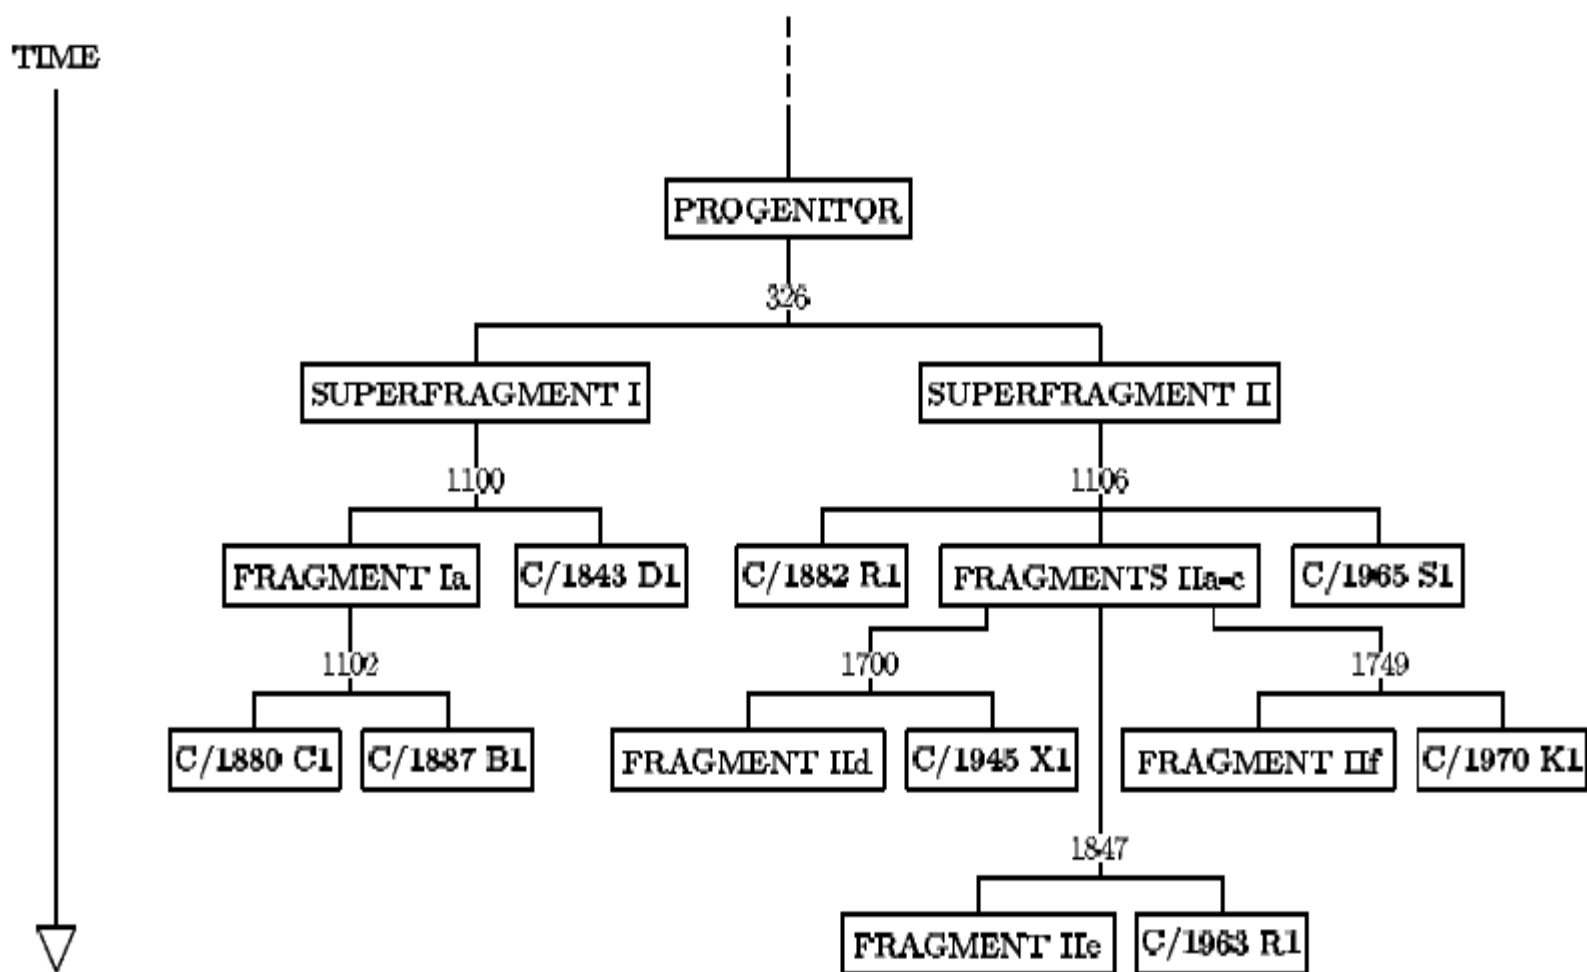 TIME
PROGENITOR
326
SUPERFRAGMENT I
SUPERFRAGMENT II
1100
1106
FRAGMENT Ia
C/1843 D1
C/1882 R1
FRAGMENTS IIa-c
C/1965 S1
1102
1700
1749
C/1880 C1
C/1887 B1
FRAGMENT IId
C/1945 X1
FRAGMENT IIf
C/1970 K1
1847
FRAGMENT IIe
C/1963 R1